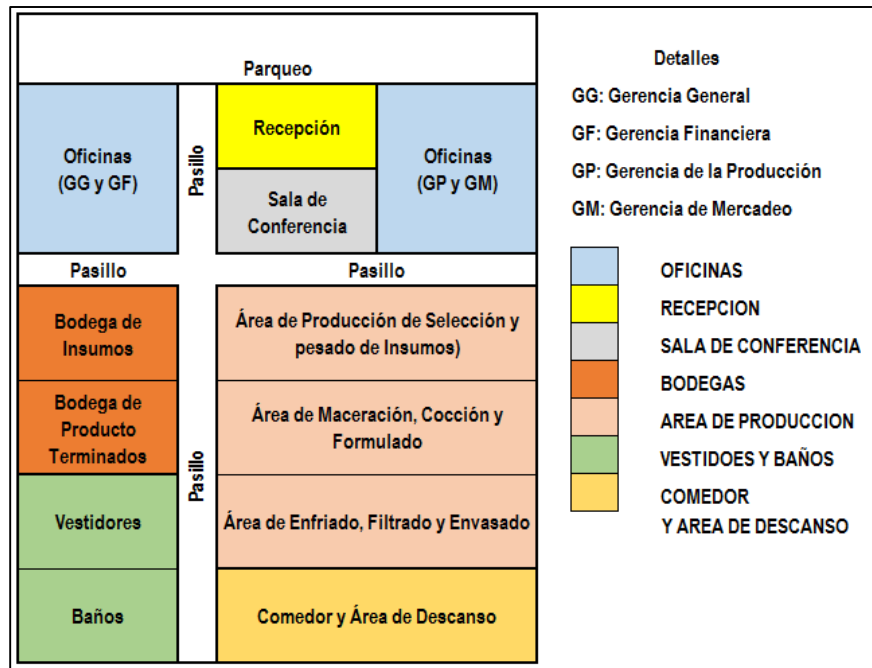 Parqueo
Oficinas
(GG y GF)
Pasillo
Recepción
Sala de
Conferencia
Oficinas
(GP y GM)
Pasillo
Pasillo
Bodega de
Insumos
Bodega de
Producto
Terminados
Vestidores
Baños
Pasillo
Área de Producción de Selección y
pesado de Insumos)
Área de Maceración, Cocción y
Formulado
Área de Enfriado, Filtrado y Envasado
Comedor y Área de Descanso
Detalles
GG: Gerencia General
GF: Gerencia Financiera
GP: Gerencia de la Producción
GM: Gerencia de Mercadeo
OFICINAS
RECEPCION
SALA DE CONFERENCIA
BODEGAS
AREA DE PRODUCCION
VESTIDOES Y BAÑOS
COMEDOR
Y AREA DE DESCANSO